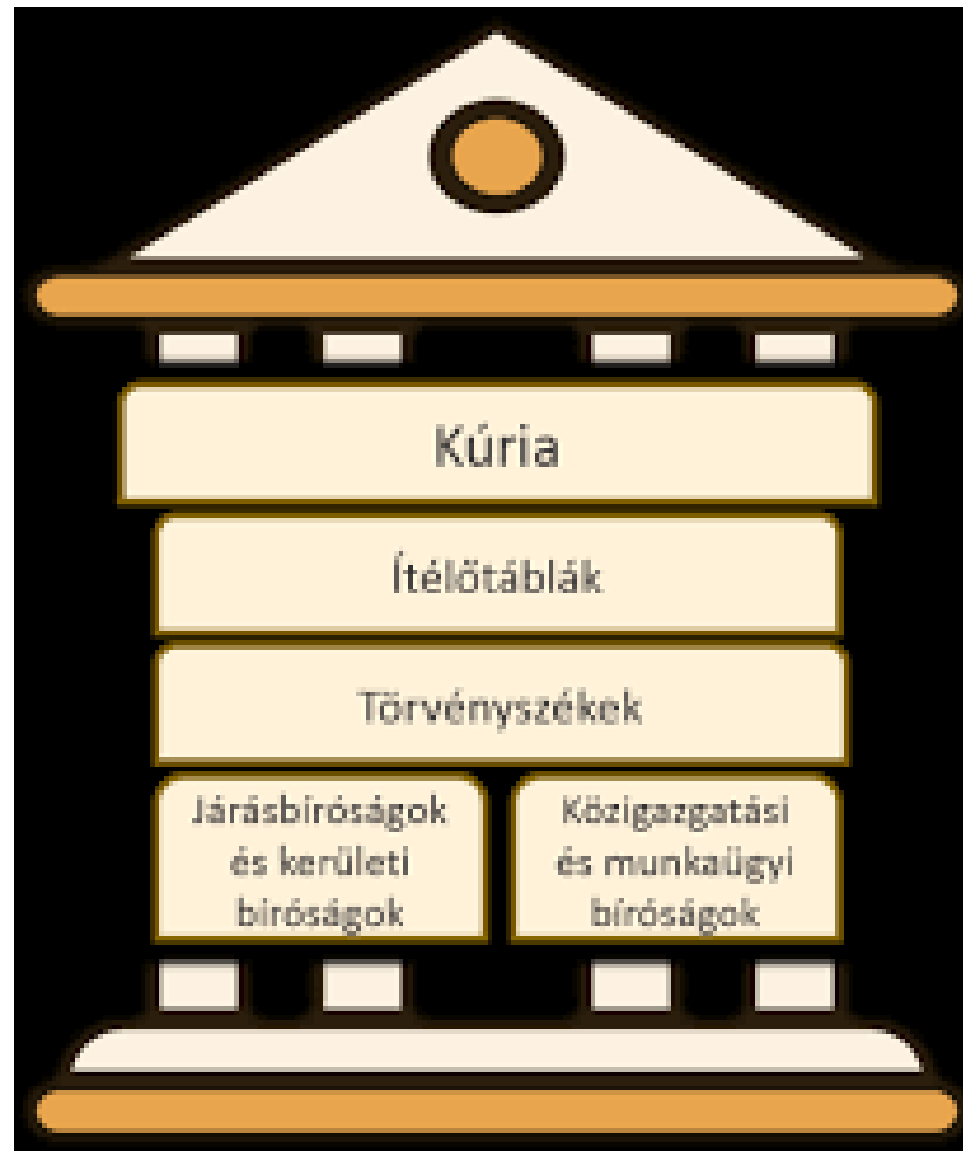 Kúria
Ítélőtáblák
Törvényszékek
Járásbíróságok
és kerületi
bíróságok
Közigazgatási
és munkaügyi
bíróságok